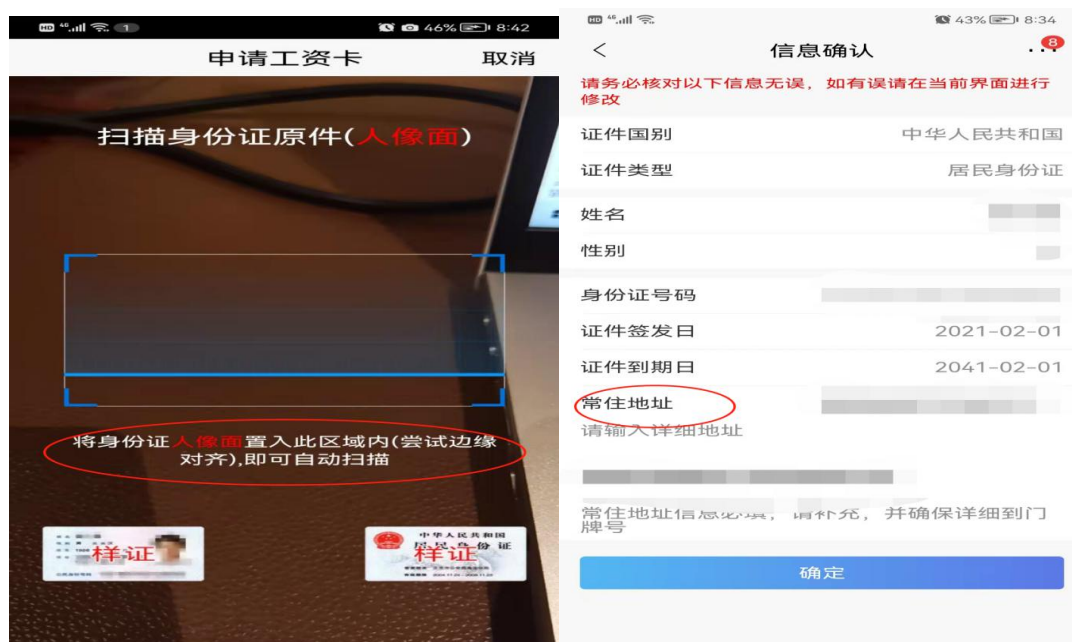 HD 46 1 46% 8:42
申请工资卡 取消
扫描身份证原件(人像面)
将身份证人像面置入此区域内(尝试边缘
对齐),即可自动扫描
样证
中华人民共和国
居民身份证
样证
HD 46 43% 8:34
信息确认 8
请务必核对以下信息无误，如有误请在当前界面进行
修改
证件国别 中华人民共和国
证件类型 居民身份证
姓名
性别
身份证号码
证件签发日 2021-02-01
证件到期日 2041-02-01
常住地址
请输入详细地址
常住地址信息必填，请补充，并确保详细到门
牌号
确定